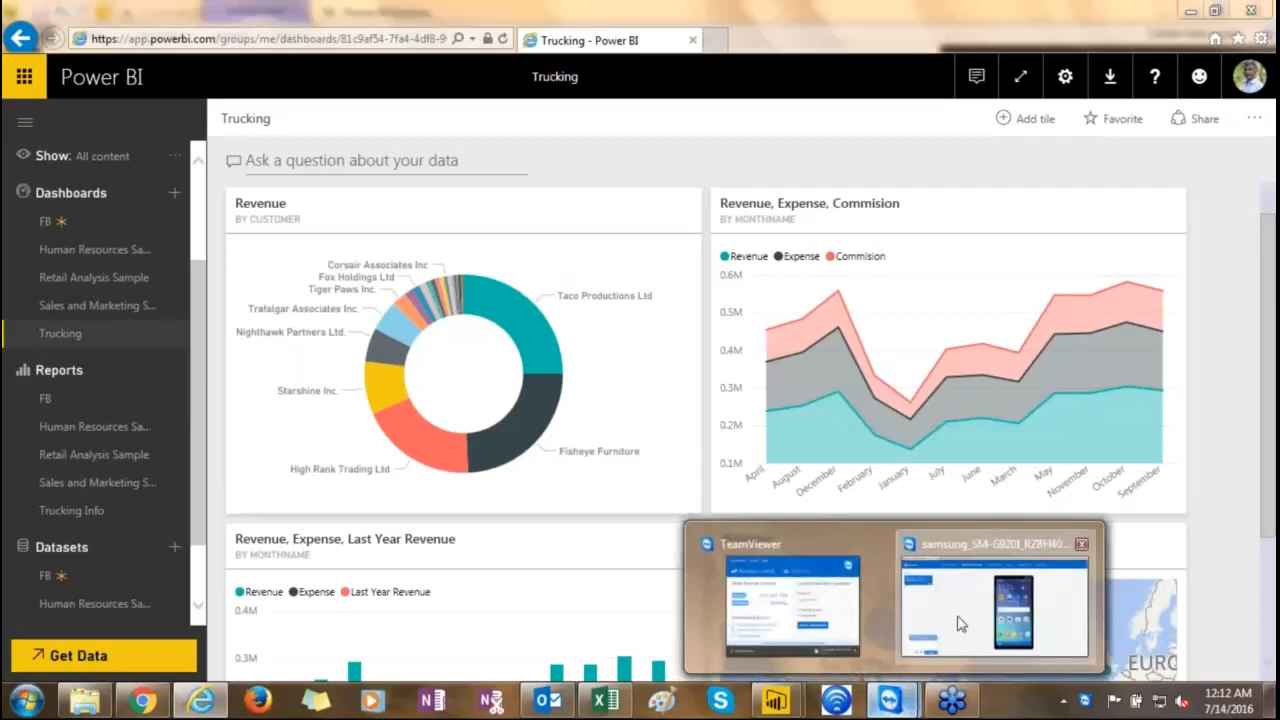 https://app.powerbi.com/groups/me/dashboards/81c9af54-7fa4-4df8-9
Trucking - Power BI
Power BI
Trucking
Trucking
Add tile
Favorite
Share
Show: All content
Dashboards
FB
Human Resources Sa...
Retail Analysis Sample
Sales and Marketing S...
Trucking
Reports
FB
Human Resources Sa...
Retail Analysis Sample
Sales and Marketing S...
Trucking Info
Datasets
FB
Human Resources Sa...
Get Data
Ask a question about your data
Revenue
BY CUSTOMER
Corsair Associates Inc
Fox Holdings Ltd
Tiger Paws Inc.
Trafalgar Associates Inc.
Nighthawk Partners Ltd.
Starshine Inc.
High Rank Trading Ltd
Taco Productions Ltd
Fisheye Furniture
Revenue, Expense, Commision
BY MONTHNAME
Revenue Expense Commision
0.6M
0.5M
0.4M
0.3M
0.2M
0.1M
April
August
December
February
January
July
June
March
May
November
October
September
Revenue, Expense, Last Year Revenue
BY MONTHNAME
Revenue Expense Last Year Revenue
0.4M
0.3M
TeamViewer
EURO
12:12 AM
7/14/2016